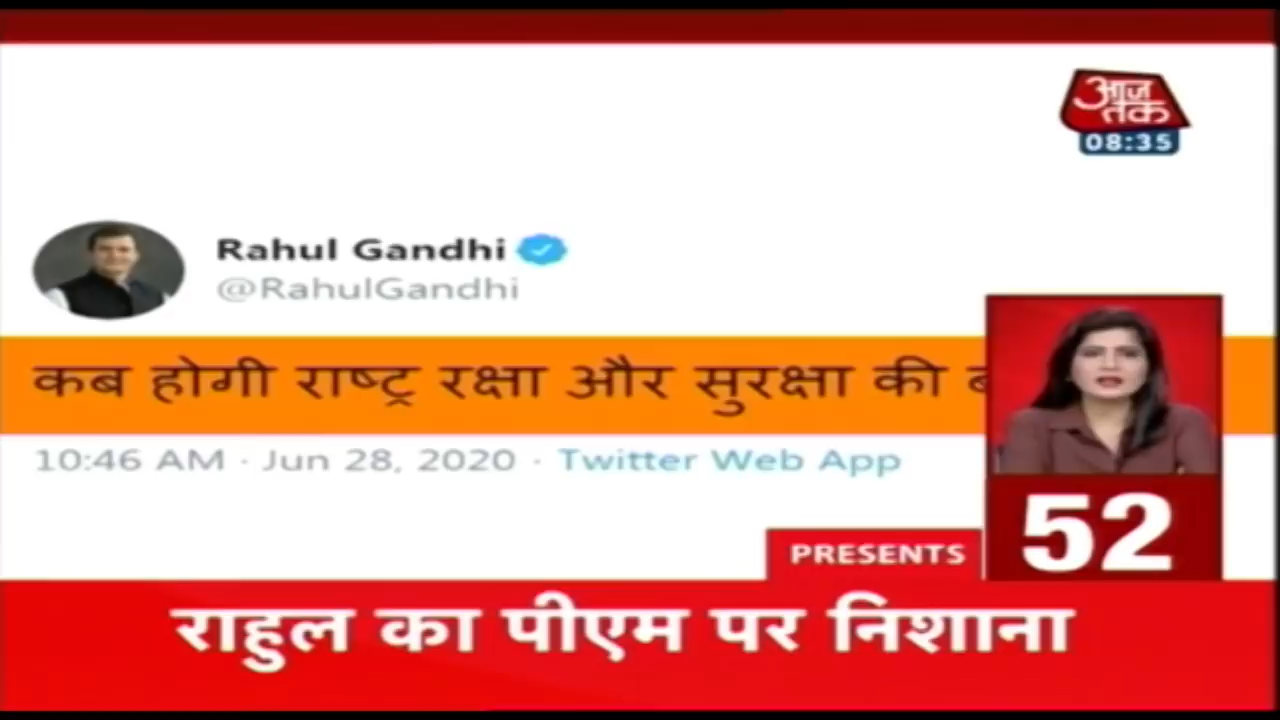 आज
तक
08:35
Rahul Gandhi
@RahulGandhi
कब होगी राष्ट्र रक्षा और सुरक्षा की
10:46 AM · Jun 28, 2020 · Twitter Web App
PRESENTS
52
राहुल का पीएम पर निशाना